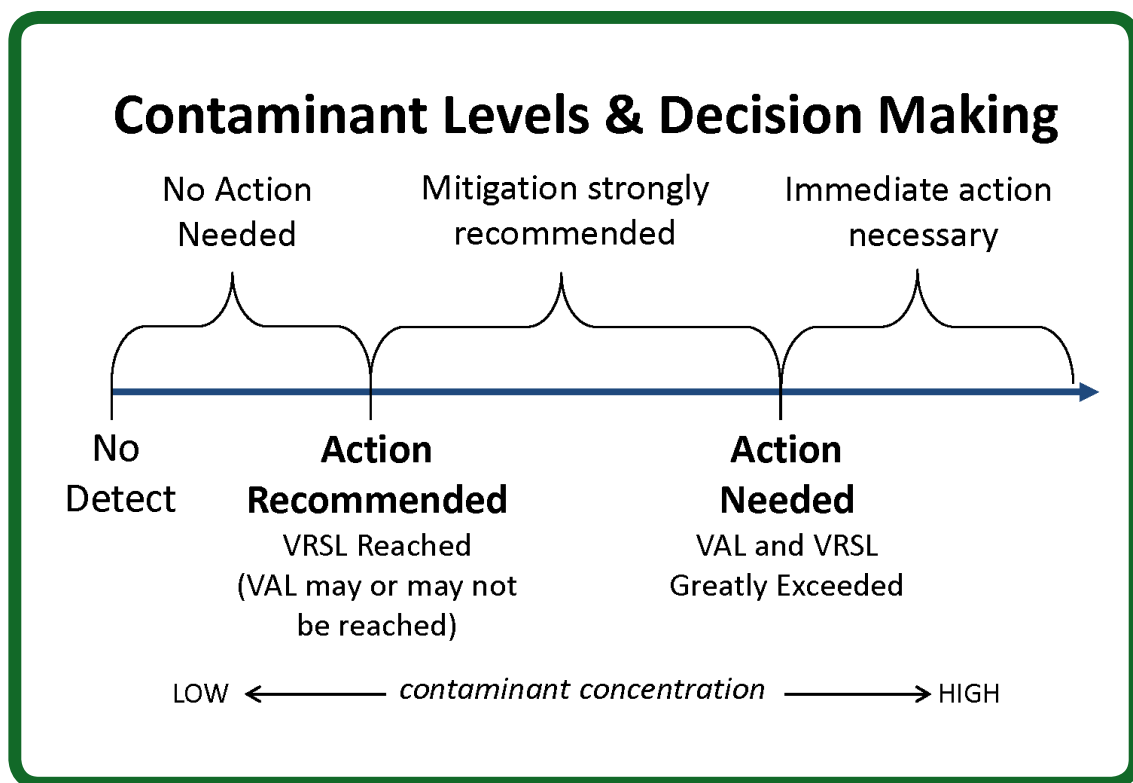 Contaminant Levels & Decision Making
No Action
Needed
Mitigation strongly
recommended
Immediate action
necessary
No
Detect
Action
Recommended
VRSL Reached
(VAL may or may not
be reached)
Action
Needed
VAL and VRSL
Greatly Exceeded
LOW contaminant concentration HIGH